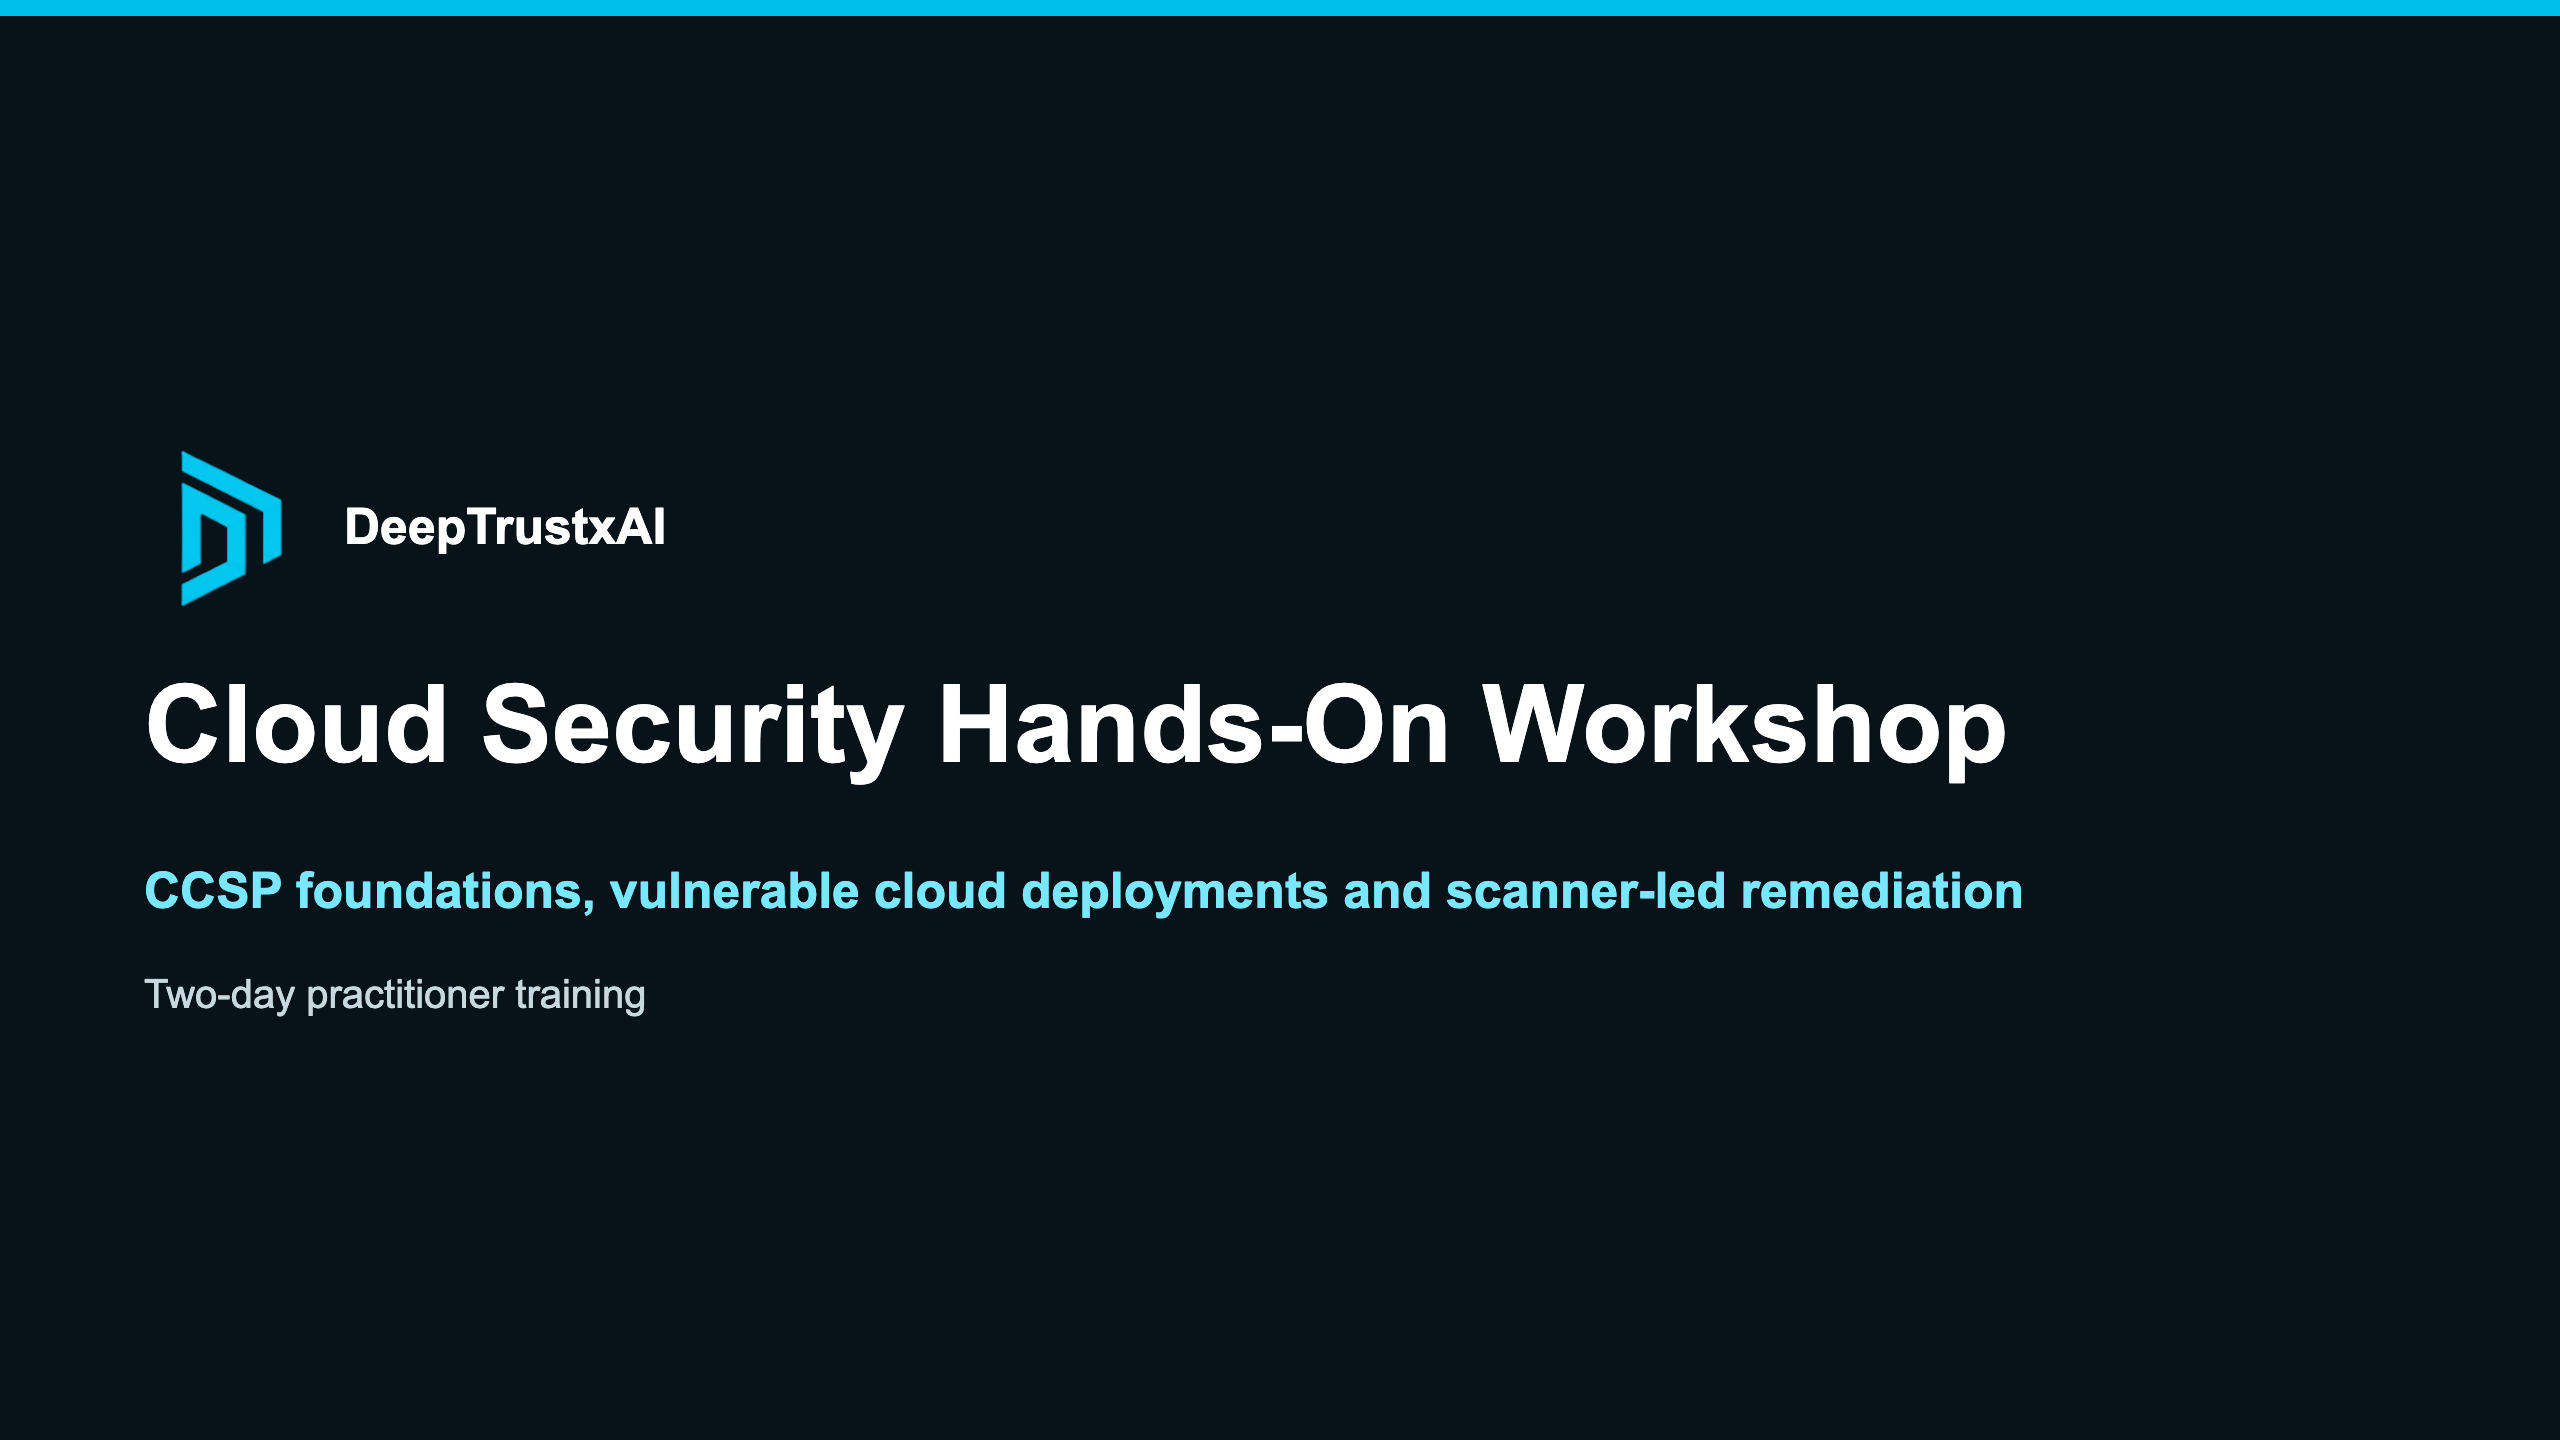 DeepTrustxAI
Cloud Security Hands-On Workshop
CCSP foundations, vulnerable cloud deployments and scanner-led remediation
Two-day practitioner training